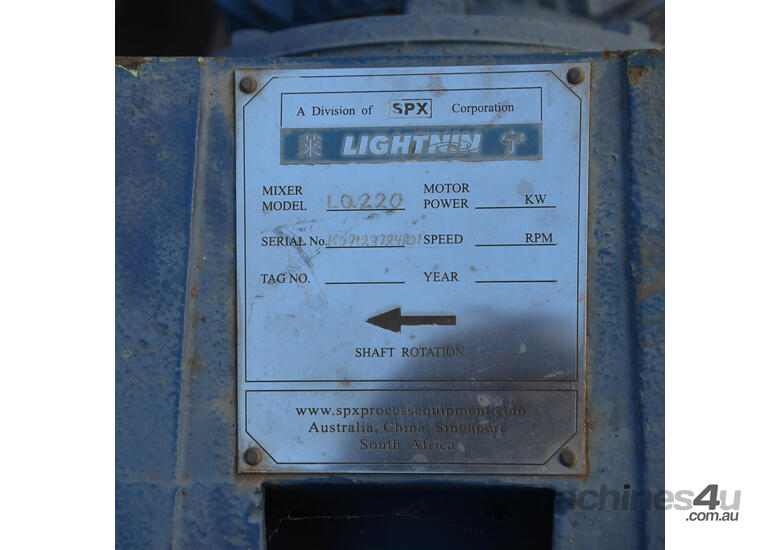 A Division of SPX Corporation
LIGHTNIN
MIXER MODEL LQ220 MOTOR POWER KW
SERIAL No. SPEED RPM
TAG NO. YEAR
SHAFT ROTATION
www.spxprocessequipment.com
Australia, China, Singapore
South Africa
machines4u
.com.au